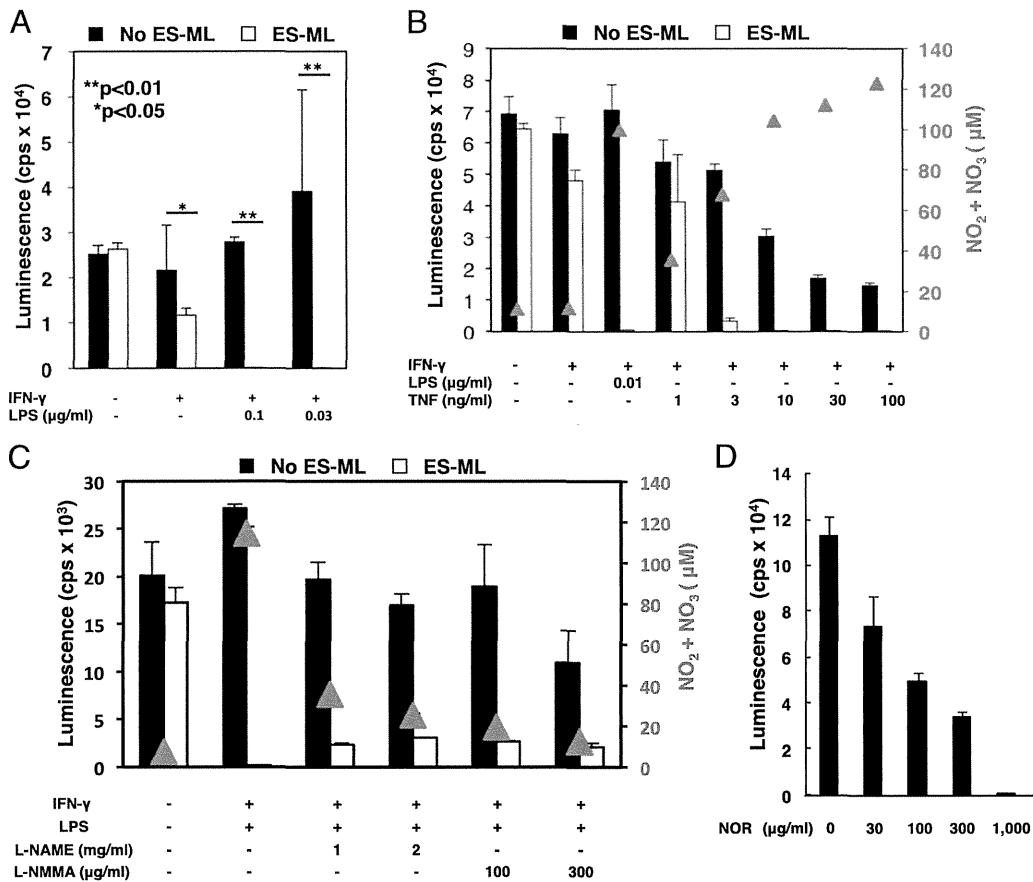 A
■ No ES-ML □ ES-ML
**p<0.01
*p<0.05
* ** **
Luminescence (cps x 10⁴)
7
6
5
4
3
2
1
0
IFN-γ - + + +
LPS (µg/ml) - - 0.1 0.03
B
■ No ES-ML □ ES-ML
Luminescence (cps x 10⁴)
9
8
7
6
5
4
3
2
1
0
NO₂ + NO₃ ( µM)
140
120
100
80
60
40
20
0
IFN-γ - + + + + + + +
LPS (µg/ml) - - 0.01 - - - - -
TNF (ng/ml) - - - 1 3 10 30 100
C
■ No ES-ML □ ES-ML
Luminescence (cps x 10³)
30
25
20
15
10
5
0
NO₂ + NO₃ ( µM)
140
120
100
80
60
40
20
0
IFN-γ - + + + + +
LPS - + + + + +
L-NAME (mg/ml) - - 1 2 - -
L-NMMA (µg/ml) - - - - 100 300
D
Luminescence (cps x 10⁴)
14
12
10
8
6
4
2
0
NOR (µg/ml) 0 30 100 300 1,000